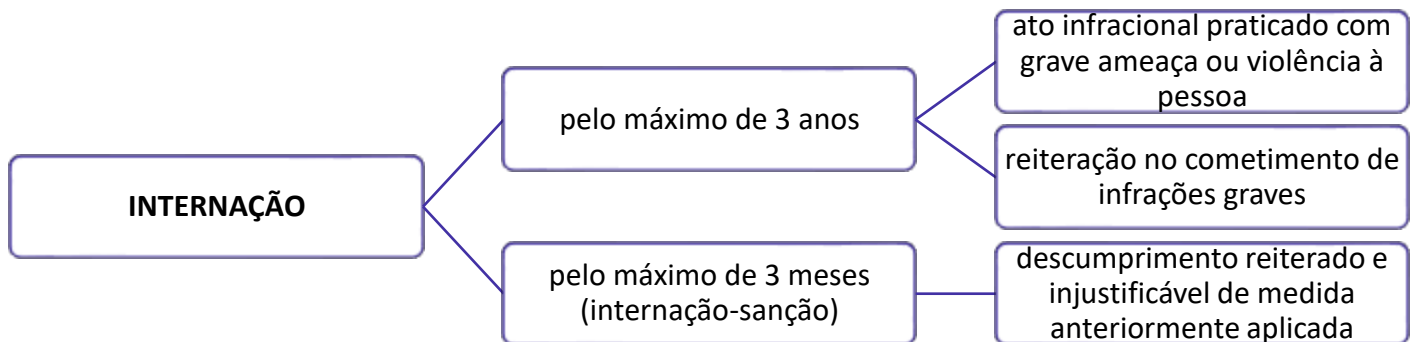 INTERNAÇÃO
pelo máximo de 3 anos
ato infracional praticado com
grave ameaça ou violência à
pessoa
reiteração no cometimento de
infrações graves
pelo máximo de 3 meses
(internação-sanção)
descumprimento reiterado e
injustificável de medida
anteriormente aplicada